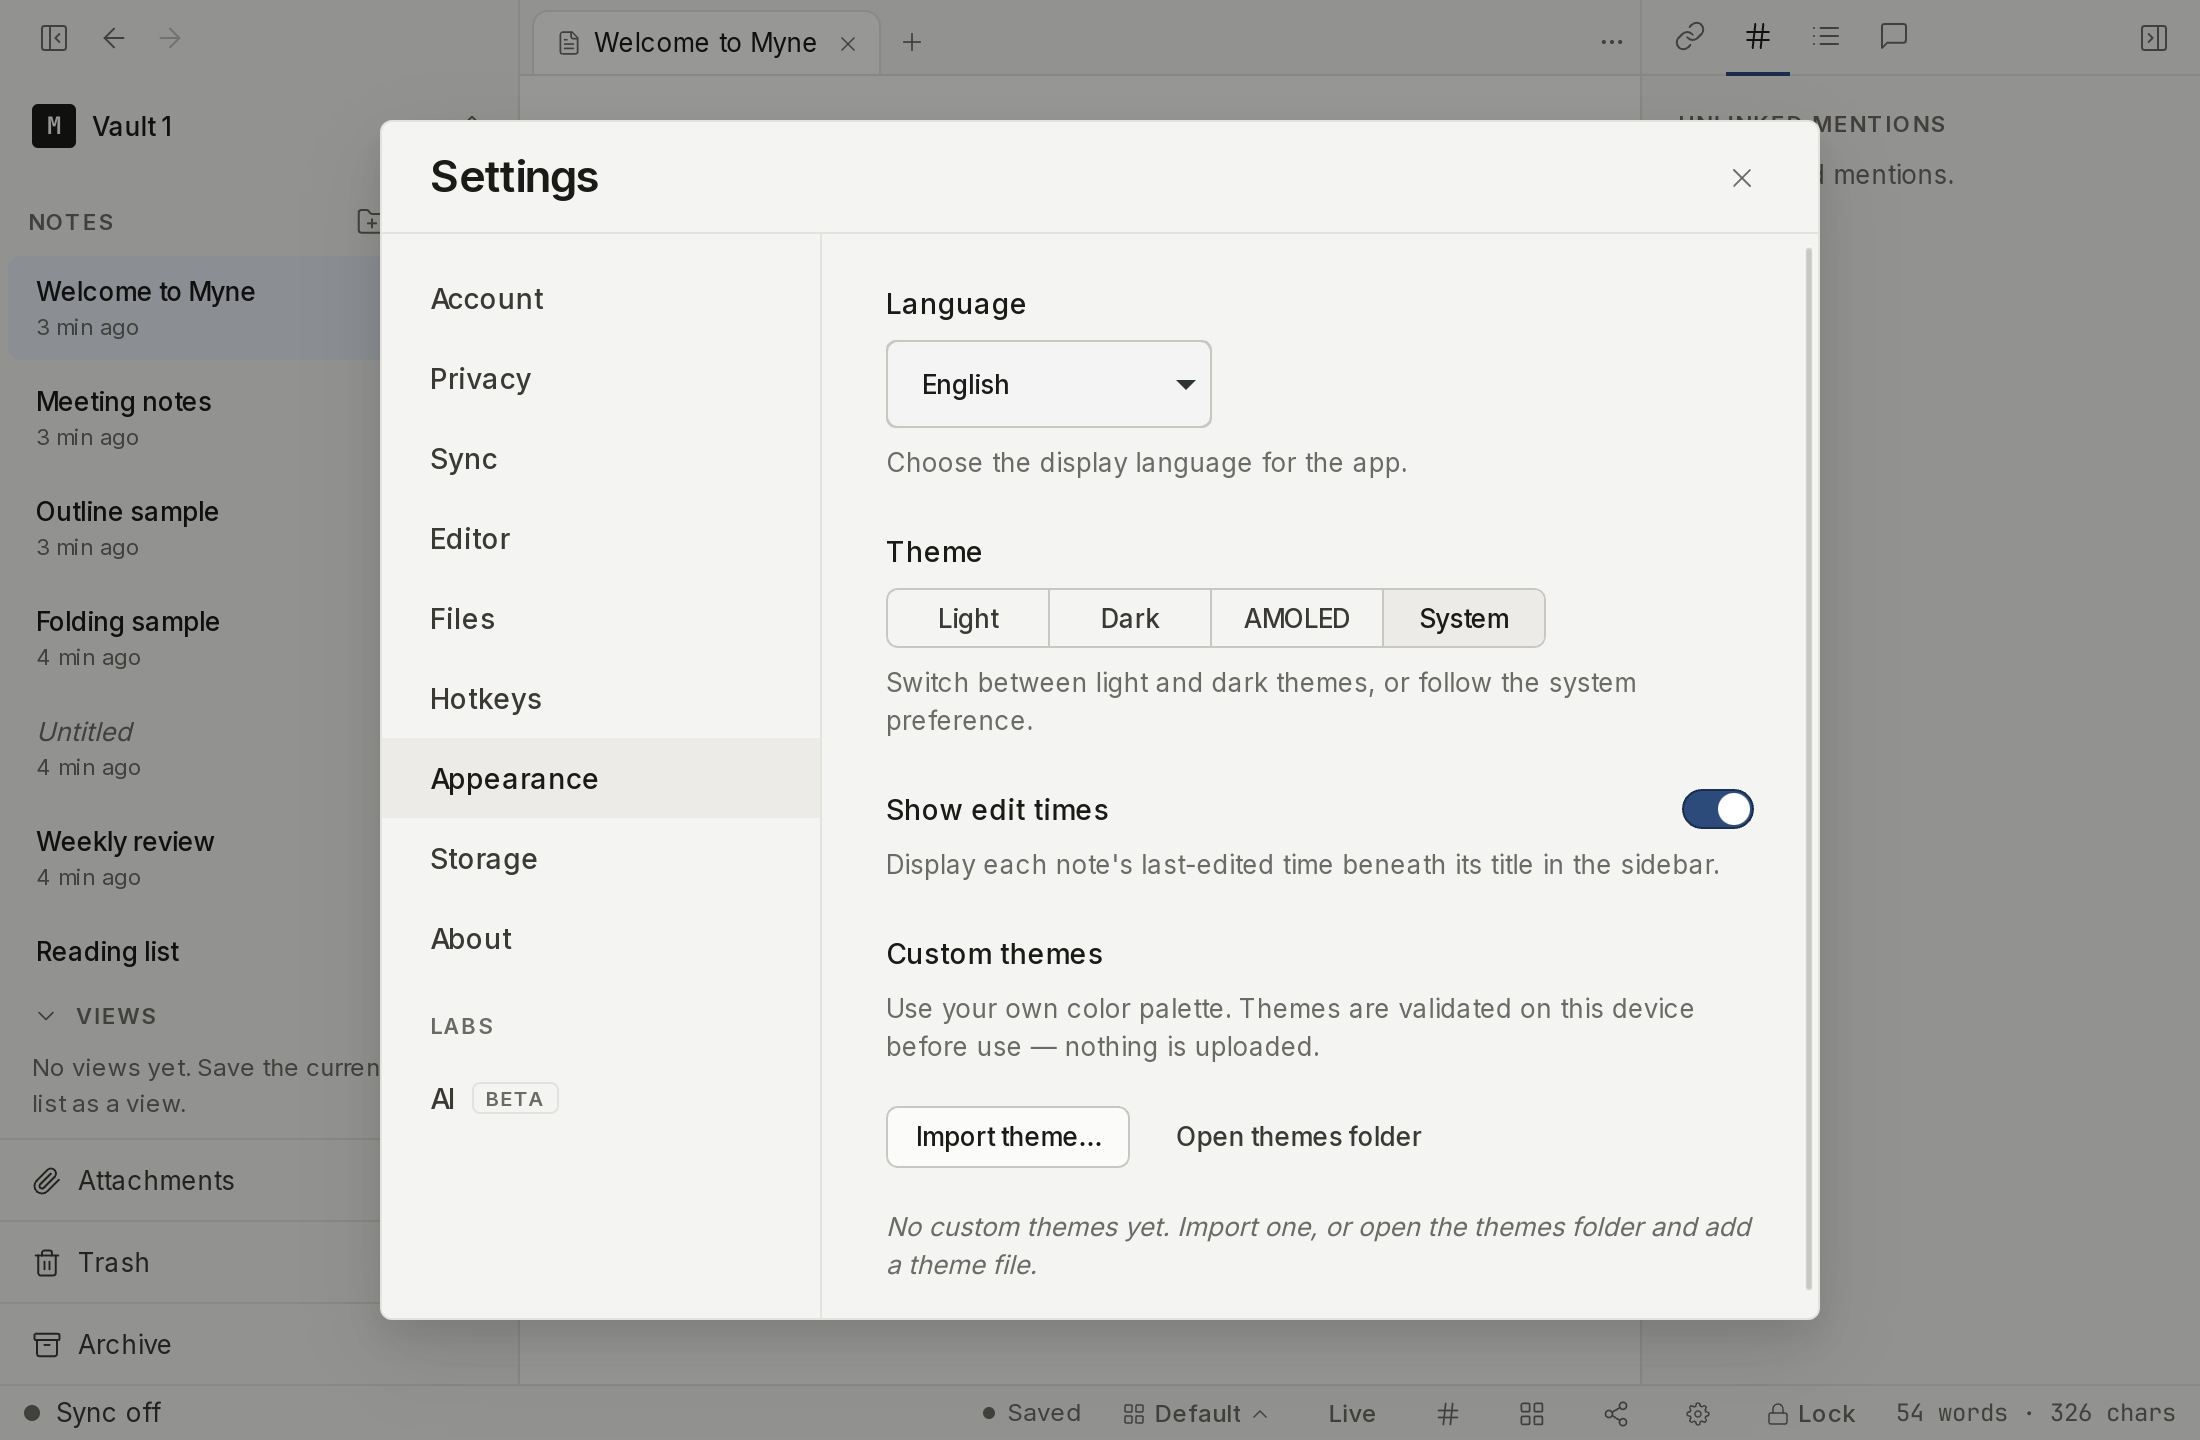 Welcome to Myne
M
Vault 1
NOTES
Welcome to Myne
3 min ago
Meeting notes
3 min ago
Outline sample
3 min ago
Folding sample
4 min ago
Untitled
4 min ago
Weekly review
4 min ago
Reading list
VIEWS
No views yet. Save the curren
list as a view.
Attachments
Trash
Archive
Sync off
Settings
Account
Privacy
Sync
Editor
Files
Hotkeys
Appearance
Storage
About
LABS
AI BETA
Language
English
Choose the display language for the app.
Theme
Light Dark AMOLED System
Switch between light and dark themes, or follow the system
preference.
Show edit times
Display each note's last-edited time beneath its title in the sidebar.
Custom themes
Use your own color palette. Themes are validated on this device
before use — nothing is uploaded.
Import theme... Open themes folder
No custom themes yet. Import one, or open the themes folder and add
a theme file.
UNLINKED MENTIONS
mentions.
Saved Default Live Lock 54 words · 326 chars